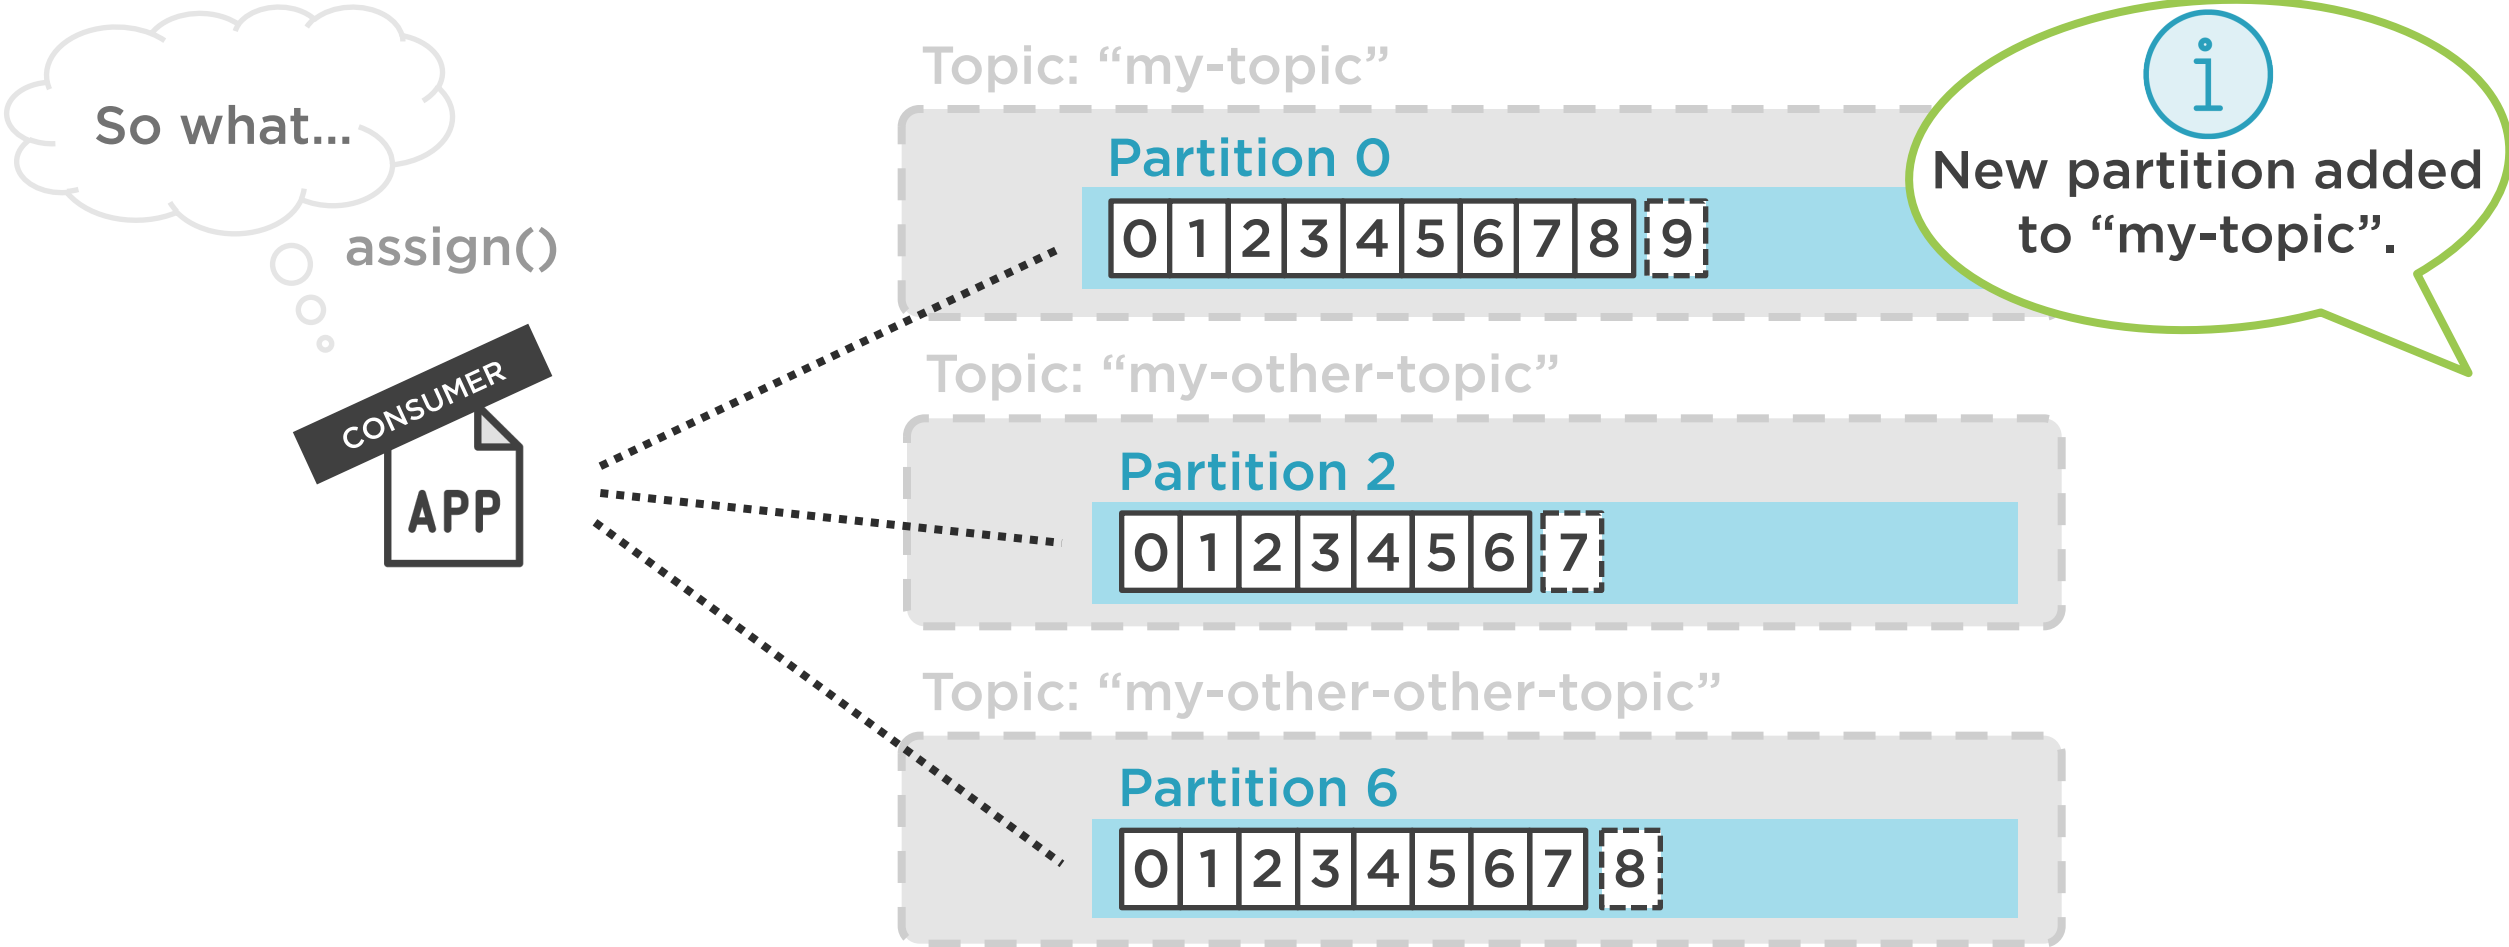 So what...
assign()
CONSUMER
APP
Topic: “my-topic”
Partition 0
0 1 2 3 4 5 6 7 8 9
New partition added
to “my-topic”.
Topic: “my-other-topic”
Partition 2
0 1 2 3 4 5 6 7
Topic: “my-other-other-topic”
Partition 6
0 1 2 3 4 5 6 7 8